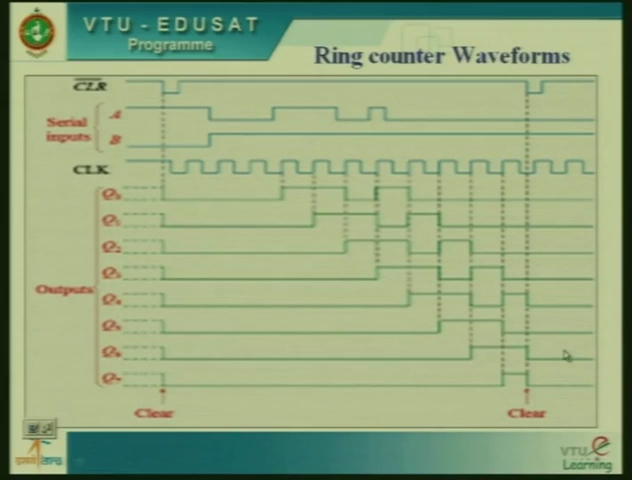 VTU - EDUSAT
Programme
Ring counter Waveforms
CLR
Serial inputs
A
B
CLK
Outputs
Q0
Q1
Q2
Q3
Q4
Q5
Q6
Q7
Clear
Clear
VTU e
Learning